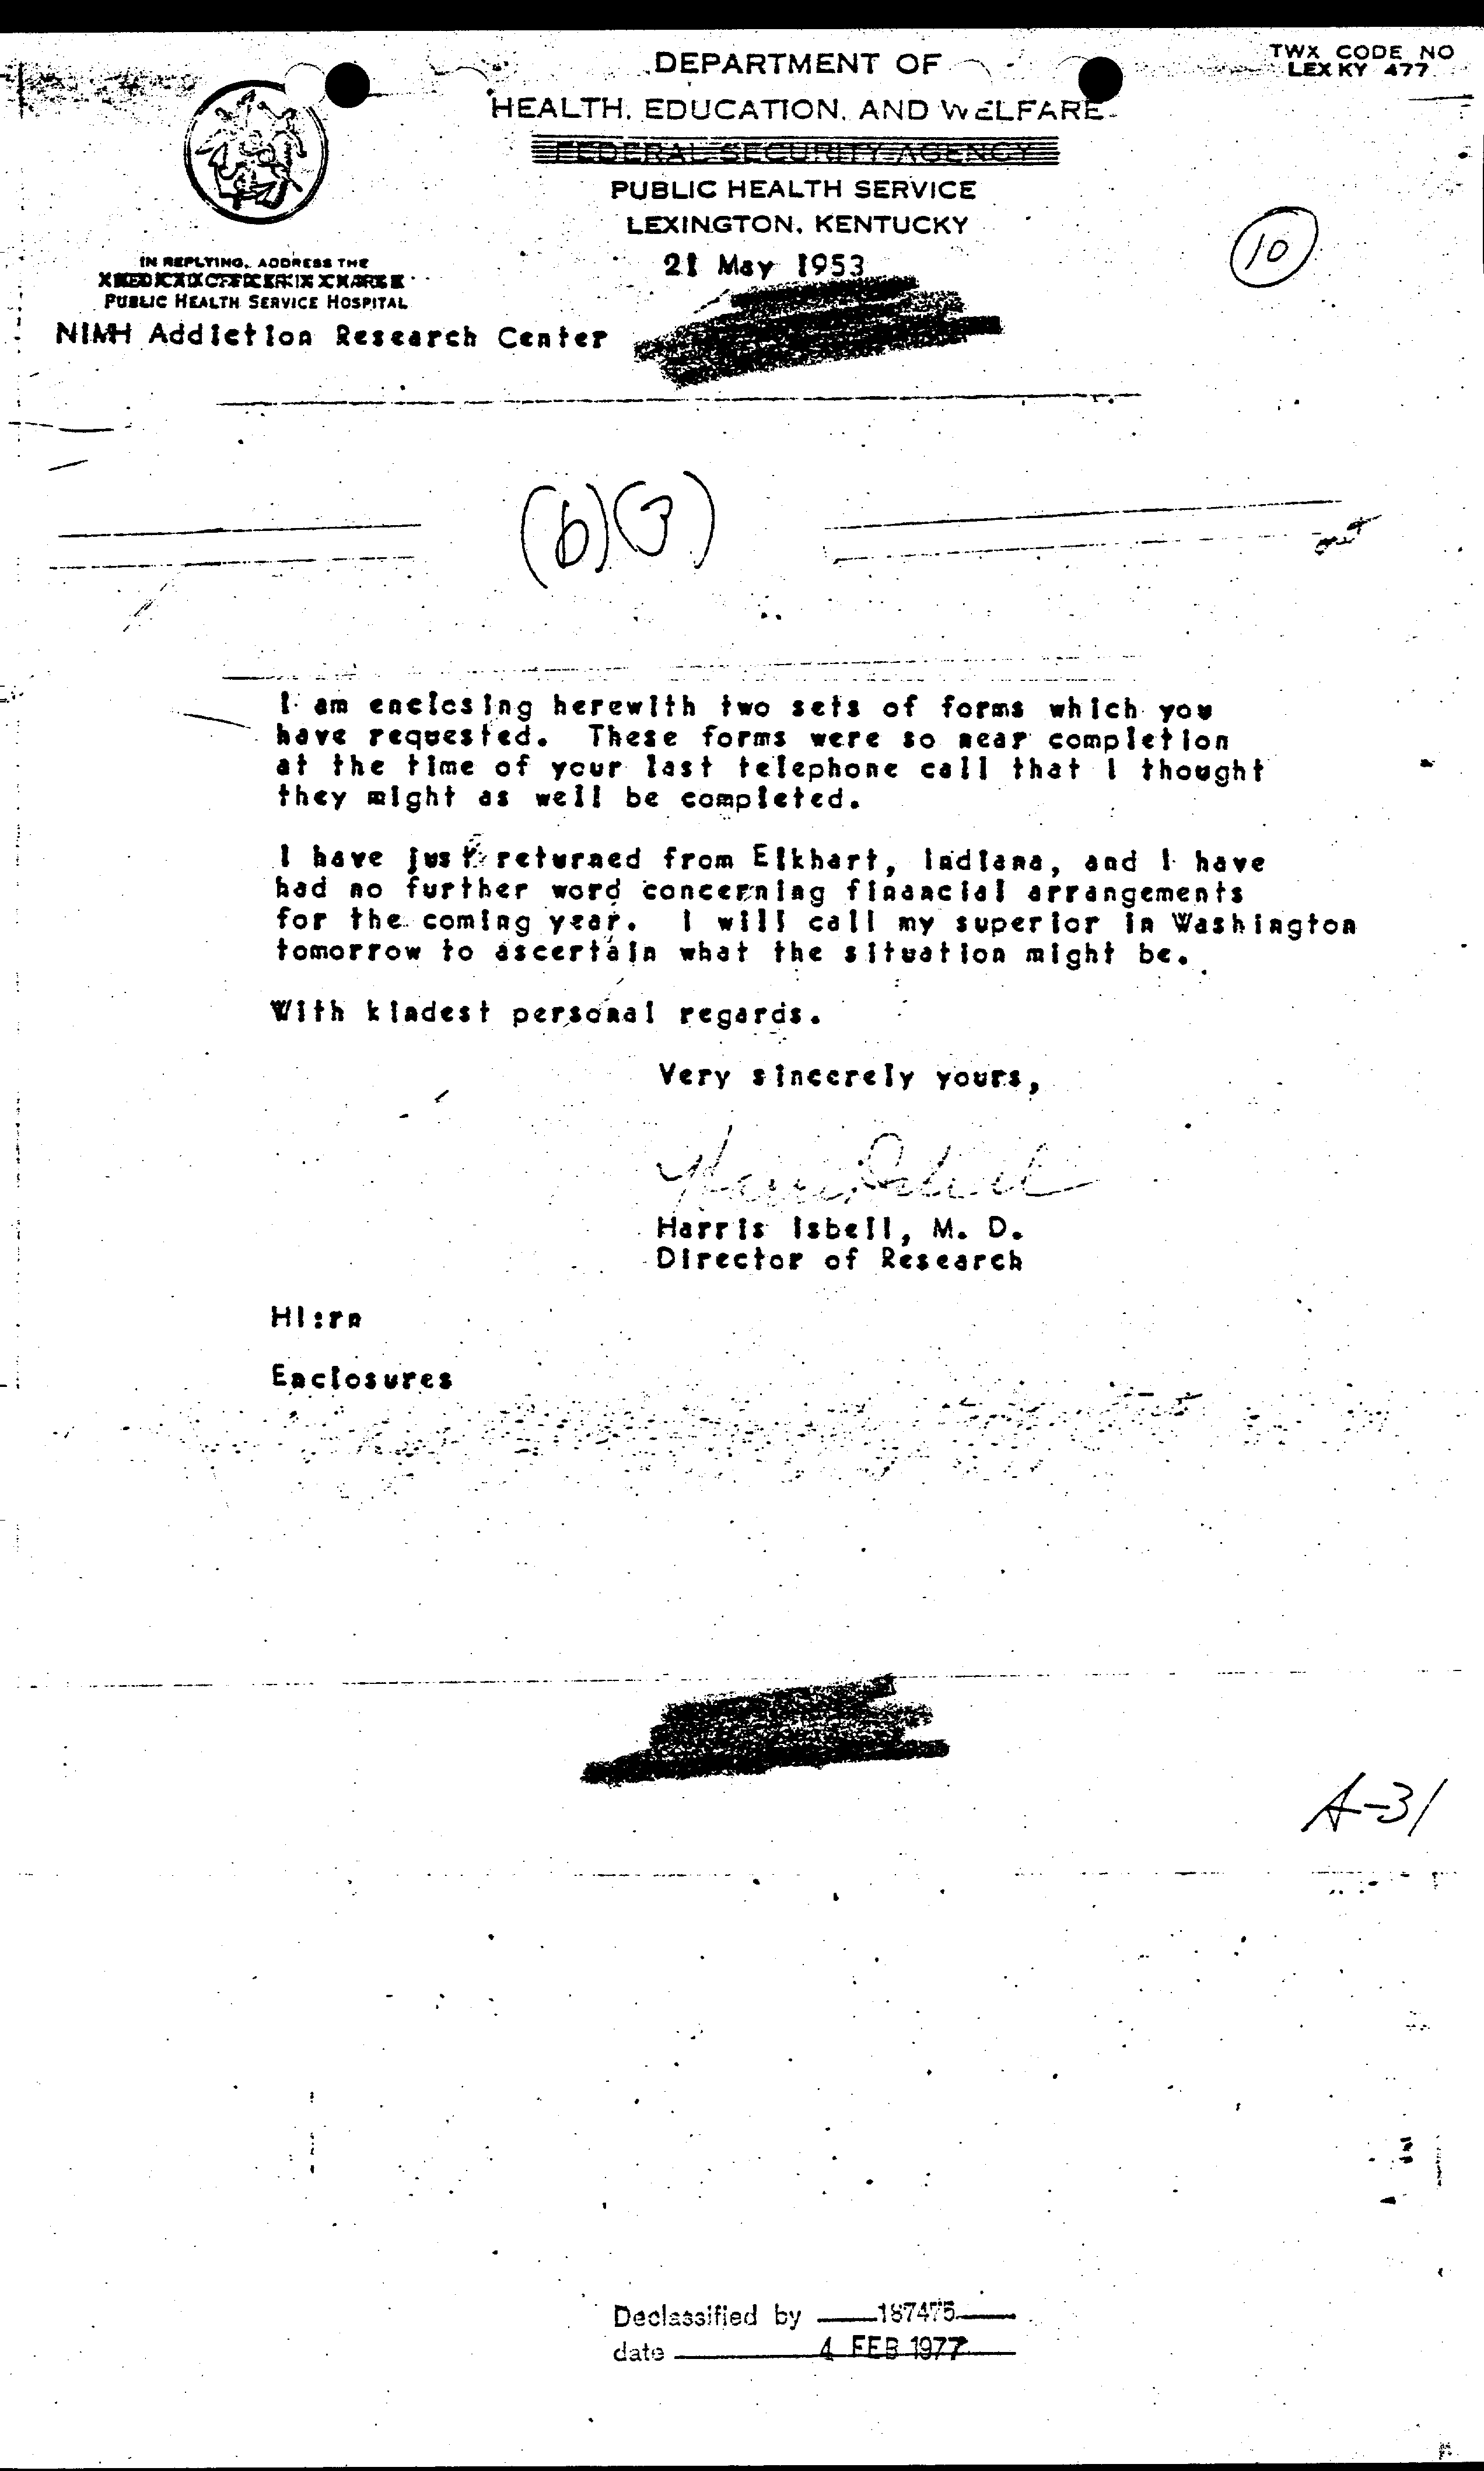 TWX CODE NO
LEX KY 477
DEPARTMENT OF
HEALTH, EDUCATION, AND WELFARE
FEDERAL SECURITY AGENCY
PUBLIC HEALTH SERVICE
LEXINGTON, KENTUCKY
10
21 May 1953
IN REPLYING, ADDRESS THE
PUBLIC HEALTH SERVICE HOSPITAL
NIMH Addiction Research Center
(b)(3)
I am enclosing herewith two sets of forms which you
have requested. These forms were so near completion
at the time of your last telephone call that I thought
they might as well be completed.
I have just returned from Elkhart, Indiana, and I have
had no further word concerning financial arrangements
for the coming year. I will call my superior in Washington
tomorrow to ascertain what the situation might be.
With kindest personal regards.
Very sincerely yours,
Harris Isbell
Harris Isbell, M. D.
Director of Research
HI:rn
Enclosures
A-31
Declassified by 187475
date 4 FEB 1977